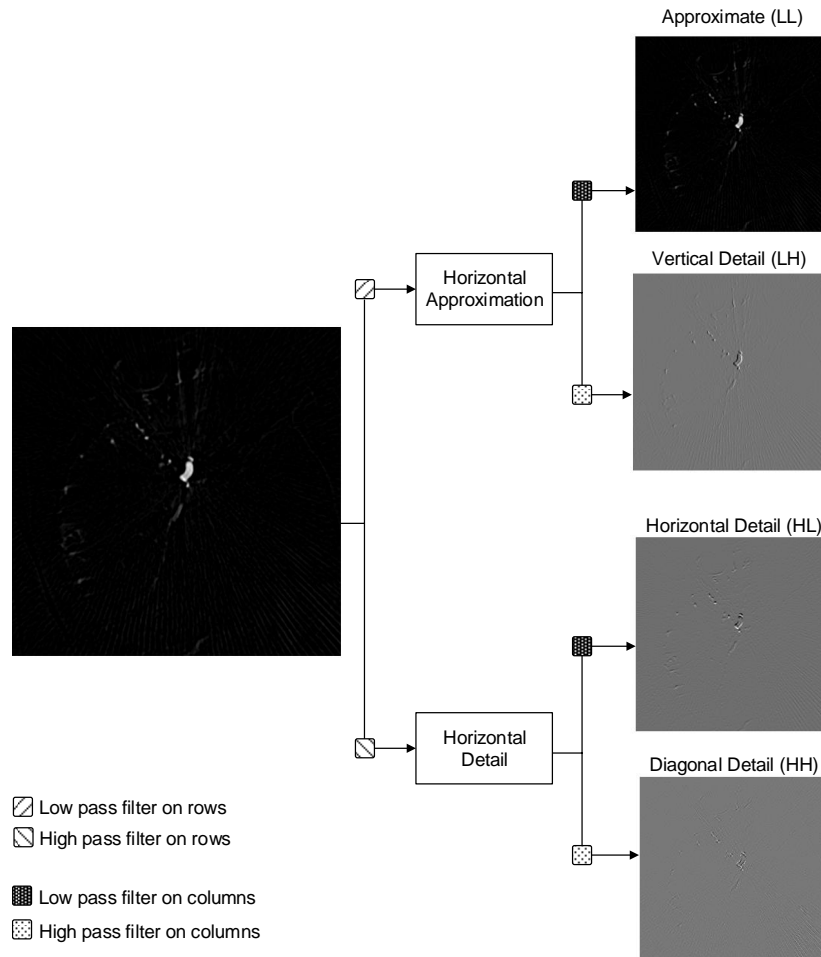 Approximate (LL)
Vertical Detail (LH)
Horizontal
Approximation
Horizontal Detail (HL)
Horizontal
Detail
Diagonal Detail (HH)
Low pass filter on rows
High pass filter on rows
Low pass filter on columns
High pass filter on columns